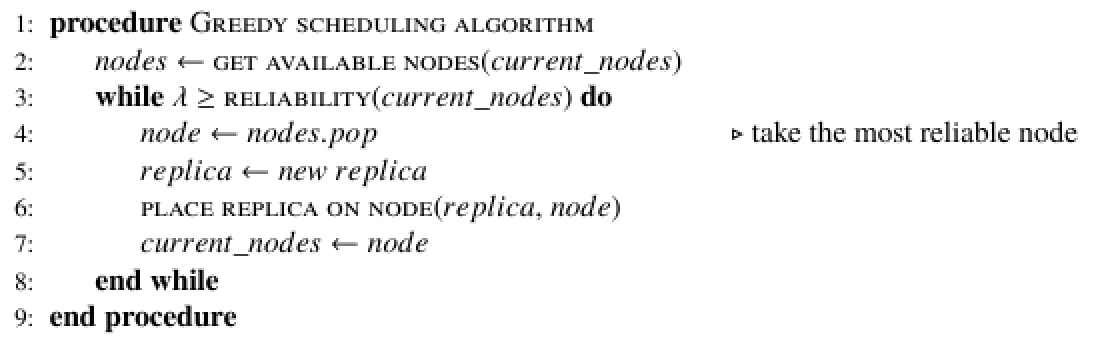 1: procedure GREEDY SCHEDULING ALGORITHM
2: nodes ← GET AVAILABLE NODES(current_nodes)
3: while λ ≥ RELIABILITY(current_nodes) do
4: node ← nodes.pop ▹ take the most reliable node
5: replica ← new replica
6: PLACE REPLICA ON NODE(replica, node)
7: current_nodes ← node
8: end while
9: end procedure